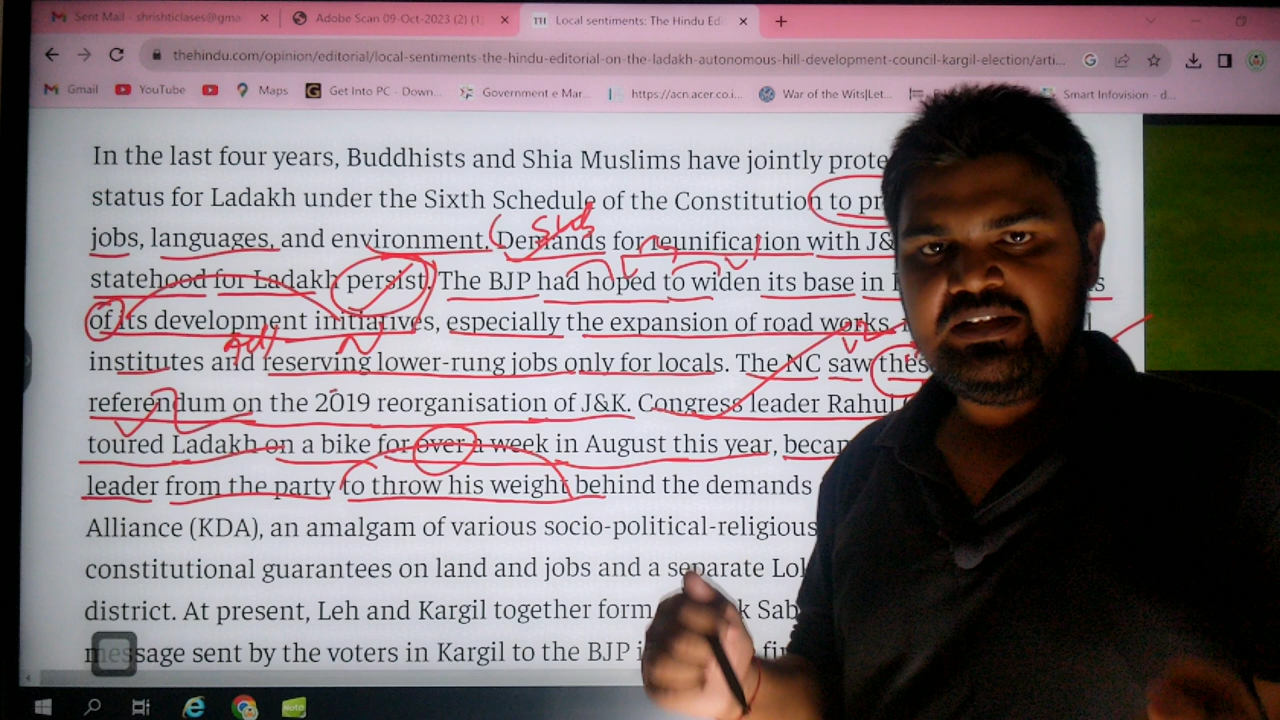 Sent Mail - shrishticlases@gma
Adobe Scan 09-Oct-2023 (2) (1
TH Local sentiments: The Hindu Ed
thehindu.com/opinion/editorial/local-sentiments-the-hindu-editorial-on-the-ladakh-autonomous-hill-development-council-kargil-election/arti...
Gmail YouTube Maps Get Into PC - Down... Government e Mar... https://acn.acer.co.i... War of the Wits|Let... Smart Infovision - d...
In the last four years, Buddhists and Shia Muslims have jointly prote
status for Ladakh under the Sixth Schedule of the Constitution to pr
jobs, languages, and environment. Demands for reunification with J&
statehood for Ladakh persist. The BJP had hoped to widen its base in
of its development initiatives, especially the expansion of road works,
institutes and reserving lower-rung jobs only for locals. The NC saw thes
referendum on the 2019 reorganisation of J&K. Congress leader Rahul
toured Ladakh on a bike for over a week in August this year, becam
leader from the party to throw his weight behind the demands
Alliance (KDA), an amalgam of various socio-political-religious
constitutional guarantees on land and jobs and a separate Lok
district. At present, Leh and Kargil together form k Sab
message sent by the voters in Kargil to the BJP i